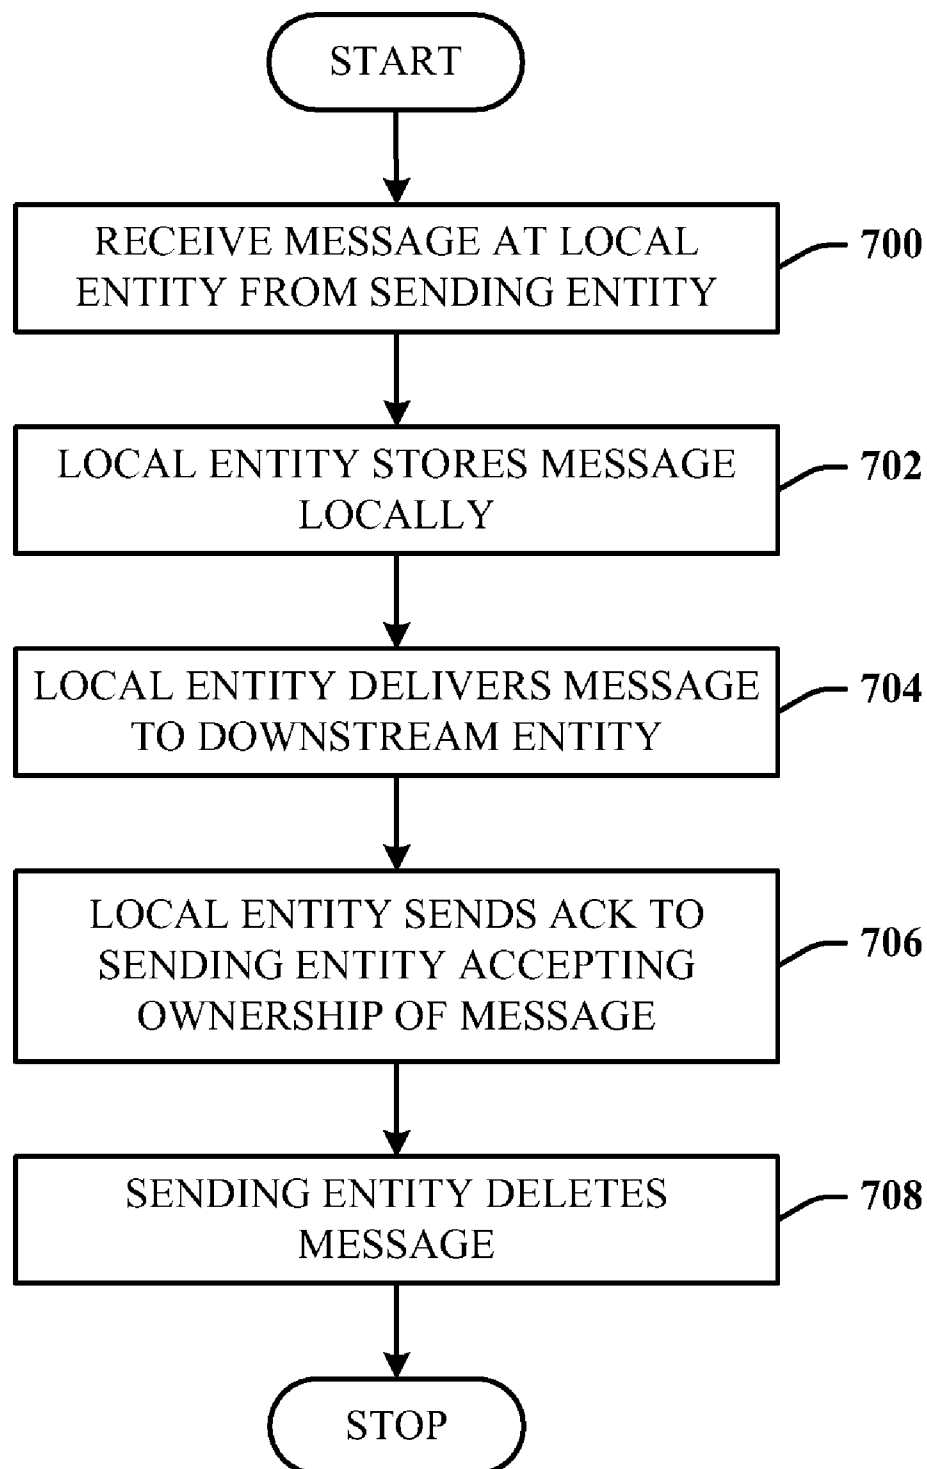 START
RECEIVE MESSAGE AT LOCAL
ENTITY FROM SENDING ENTITY
700
LOCAL ENTITY STORES MESSAGE
LOCALLY
702
LOCAL ENTITY DELIVERS MESSAGE
TO DOWNSTREAM ENTITY
704
LOCAL ENTITY SENDS ACK TO
SENDING ENTITY ACCEPTING
OWNERSHIP OF MESSAGE
706
SENDING ENTITY DELETES
MESSAGE
708
STOP